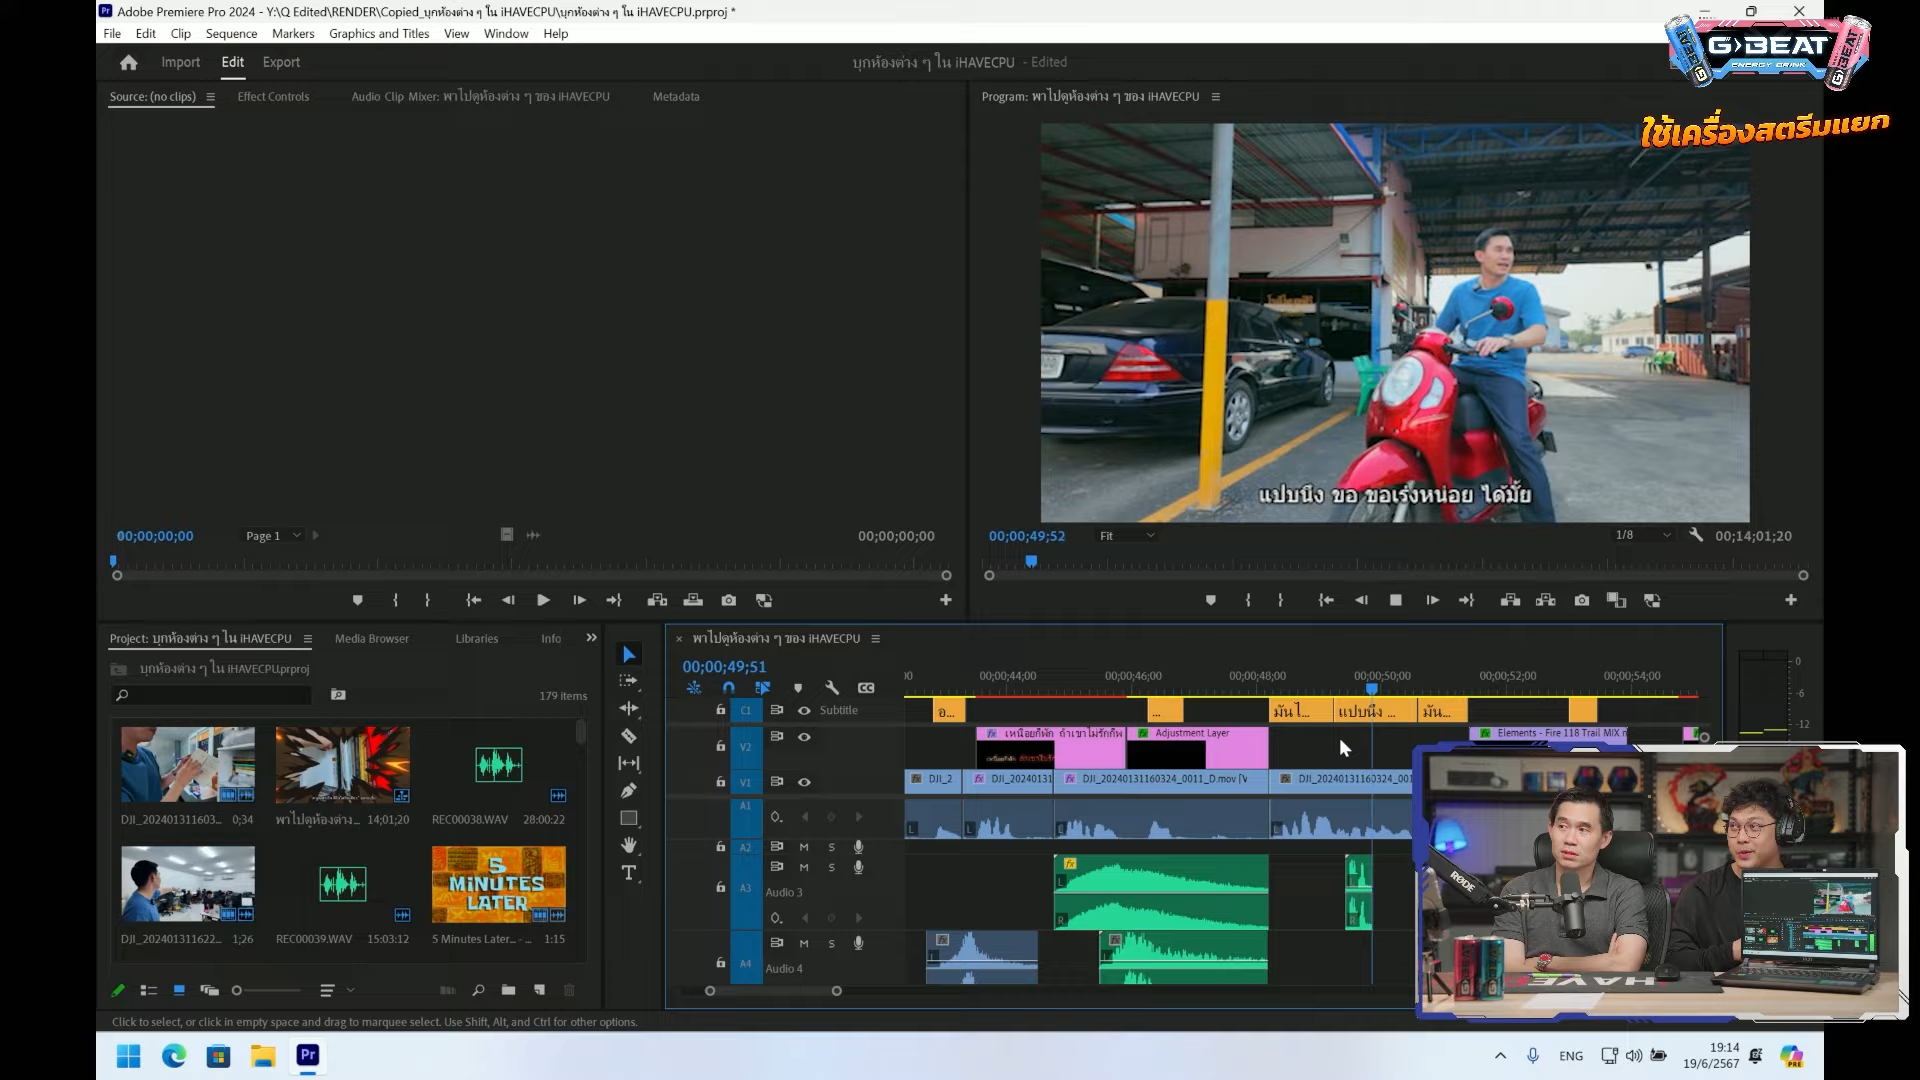 Adobe Premiere Pro 2024 - Y:\Q Edited\RENDER\Copied_บุกห้องต่าง ๆ ใน iHAVECPU\บุกห้องต่าง ๆ ใน iHAVECPU.prproj *
File Edit Clip Sequence Markers Graphics and Titles View Window Help
G>BEAT
ENERGY DRINK
Import Edit Export
บุกห้องต่าง ๆ ใน iHAVECPU - Edited
ใช้เครื่องสตรีมแยก
Source: (no clips) Effect Controls Audio Clip Mixer: พาไปดูห้องต่าง ๆ ของ iHAVECPU Metadata
Program: พาไปดูห้องต่าง ๆ ของ iHAVECPU
แปบนึง ขอ ขอเร่งหน่อย ได้มั้ย
00;00;00;00 Page 1 00;00;00;00
00;00;49;52 Fit 1/8 00;14;01;20
Project: บุกห้องต่าง ๆ ใน iHAVECPU Media Browser Libraries Info
บุกห้องต่าง ๆ ใน iHAVECPU.prproj
179 items
DJI_202401311603... 0;34
พาไปดูห้องต่าง... 14;01;20
REC00038.WAV 28:00:22
5 MINUTES LATER
DJI_202401311622... 1;26
REC00039.WAV 15:03:12
5 Minutes Later... - ... 1:15
พาไปดูห้องต่าง ๆ ของ iHAVECPU
00;00;49;51
00;00;44;00 00;00;46;00 00;00;48;00 00;00;50;00 00;00;52;00 00;00;54;00
C1 Subtitle อ... ... มันไ... แปบนึง ... มัน...
V2 เหนื่อยก็พัก ถ้าเขาไม่รักก็พ Adjustment Layer Elements - Fire 118 Trail MIX
V1 DJI_2 DJI_20240131 DJI_20240131160324_0011_D.mov [V DJI_20240131160324_001
A1
A2 M S
A3 M S
Audio 3
A4 M S
Audio 4
0
-6
-12
RØDE
Click to select, or click in empty space and drag to marquee select. Use Shift, Alt, and Ctrl for other options.
ENG
19:14
19/6/2567
PRE